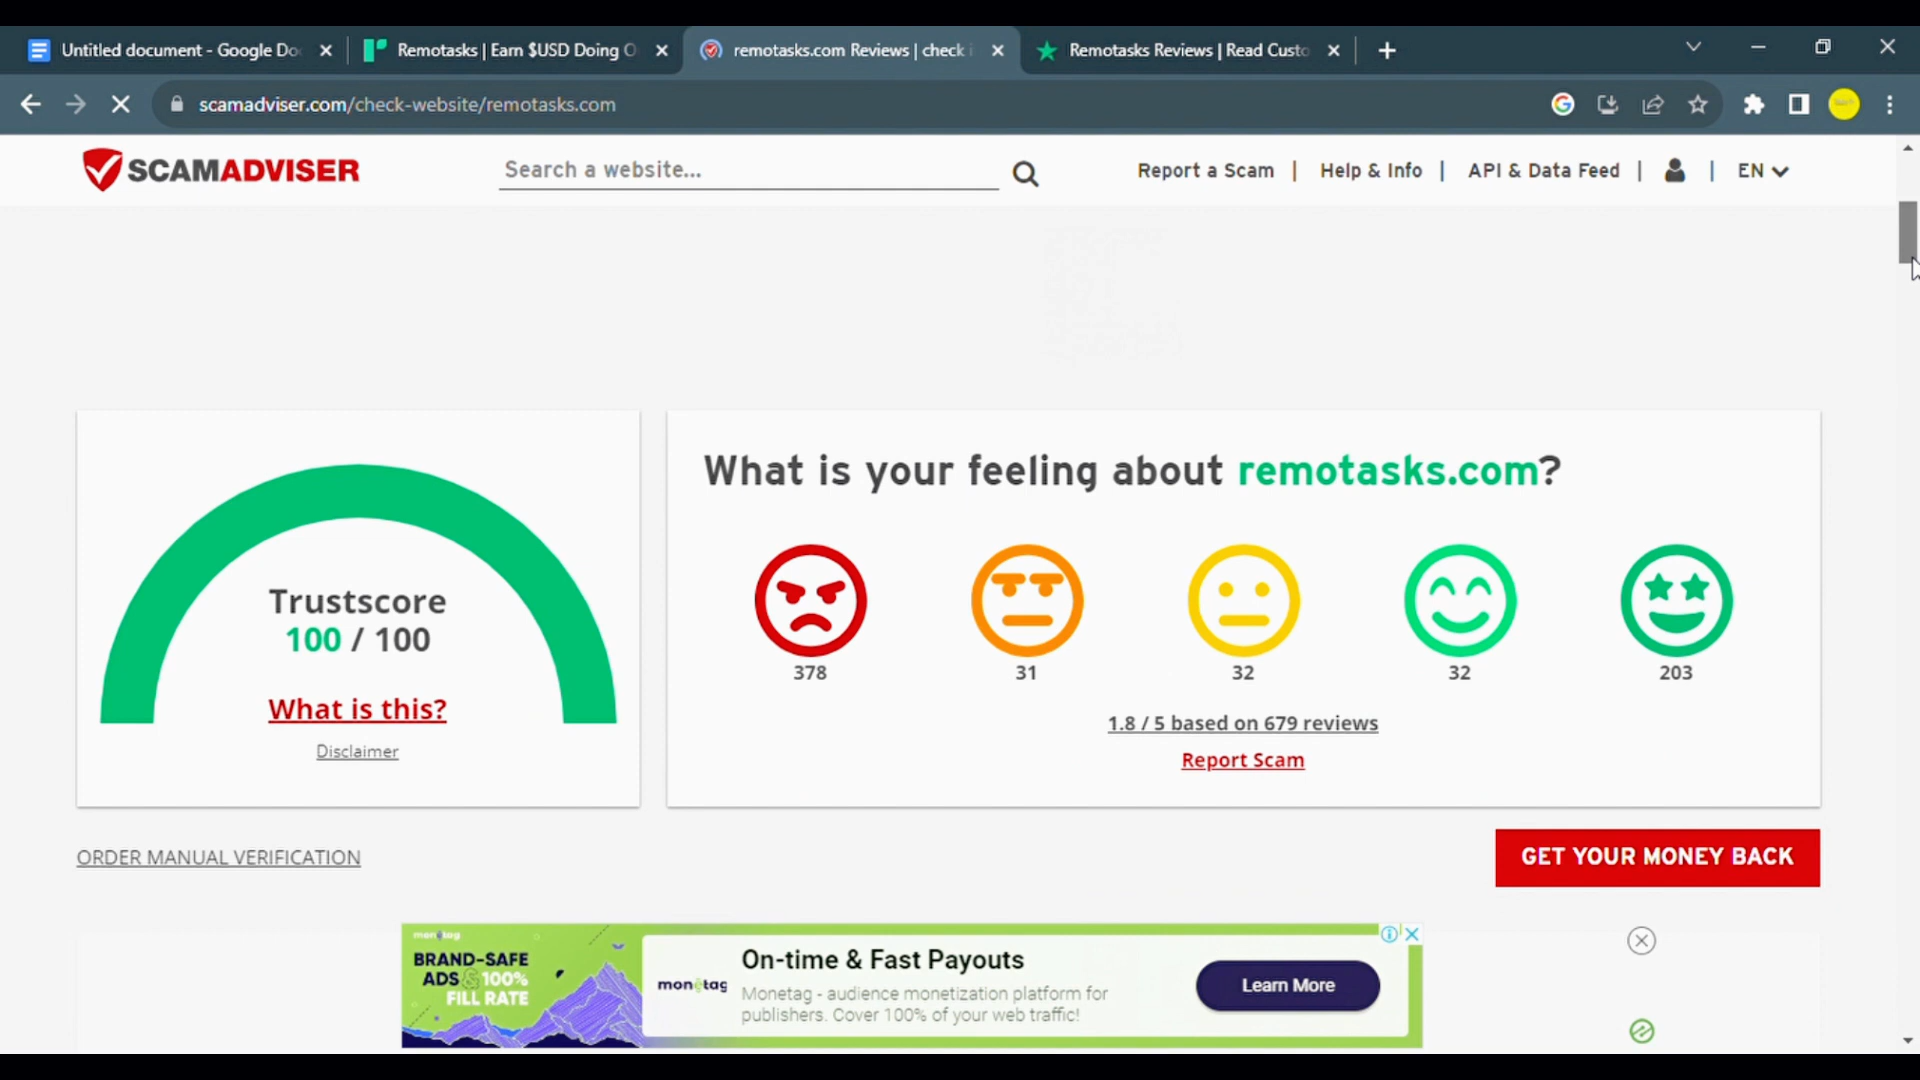 Untitled document - Google Do
Remotasks | Earn $USD Doing O
remotasks.com Reviews | check i
Remotasks Reviews | Read Custo
scamadviser.com/check-website/remotasks.com
SCAMADVISER
Search a website...
Report a Scam | Help & Info | API & Data Feed | | EN
Trustscore
100 / 100
What is this?
Disclaimer
What is your feeling about remotasks.com?
378 31 32 32 203
1.8 / 5 based on 679 reviews
Report Scam
ORDER MANUAL VERIFICATION
GET YOUR MONEY BACK
monetag
BRAND-SAFE
ADS & 100%
FILL RATE
monetag
On-time & Fast Payouts
Monetag - audience monetization platform for
publishers. Cover 100% of your web traffic!
Learn More